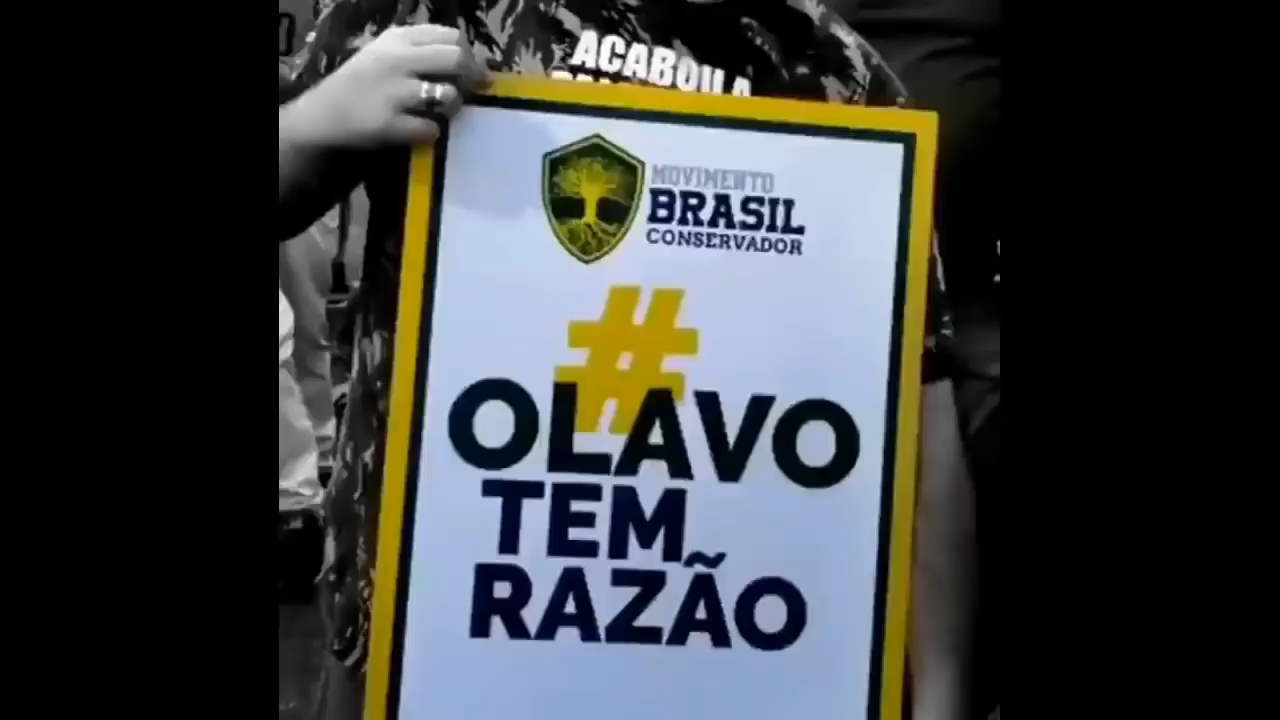 ACABOU A
MOVIMENTO
BRASIL
CONSERVADOR
#
OLAVO
TEM
RAZÃO